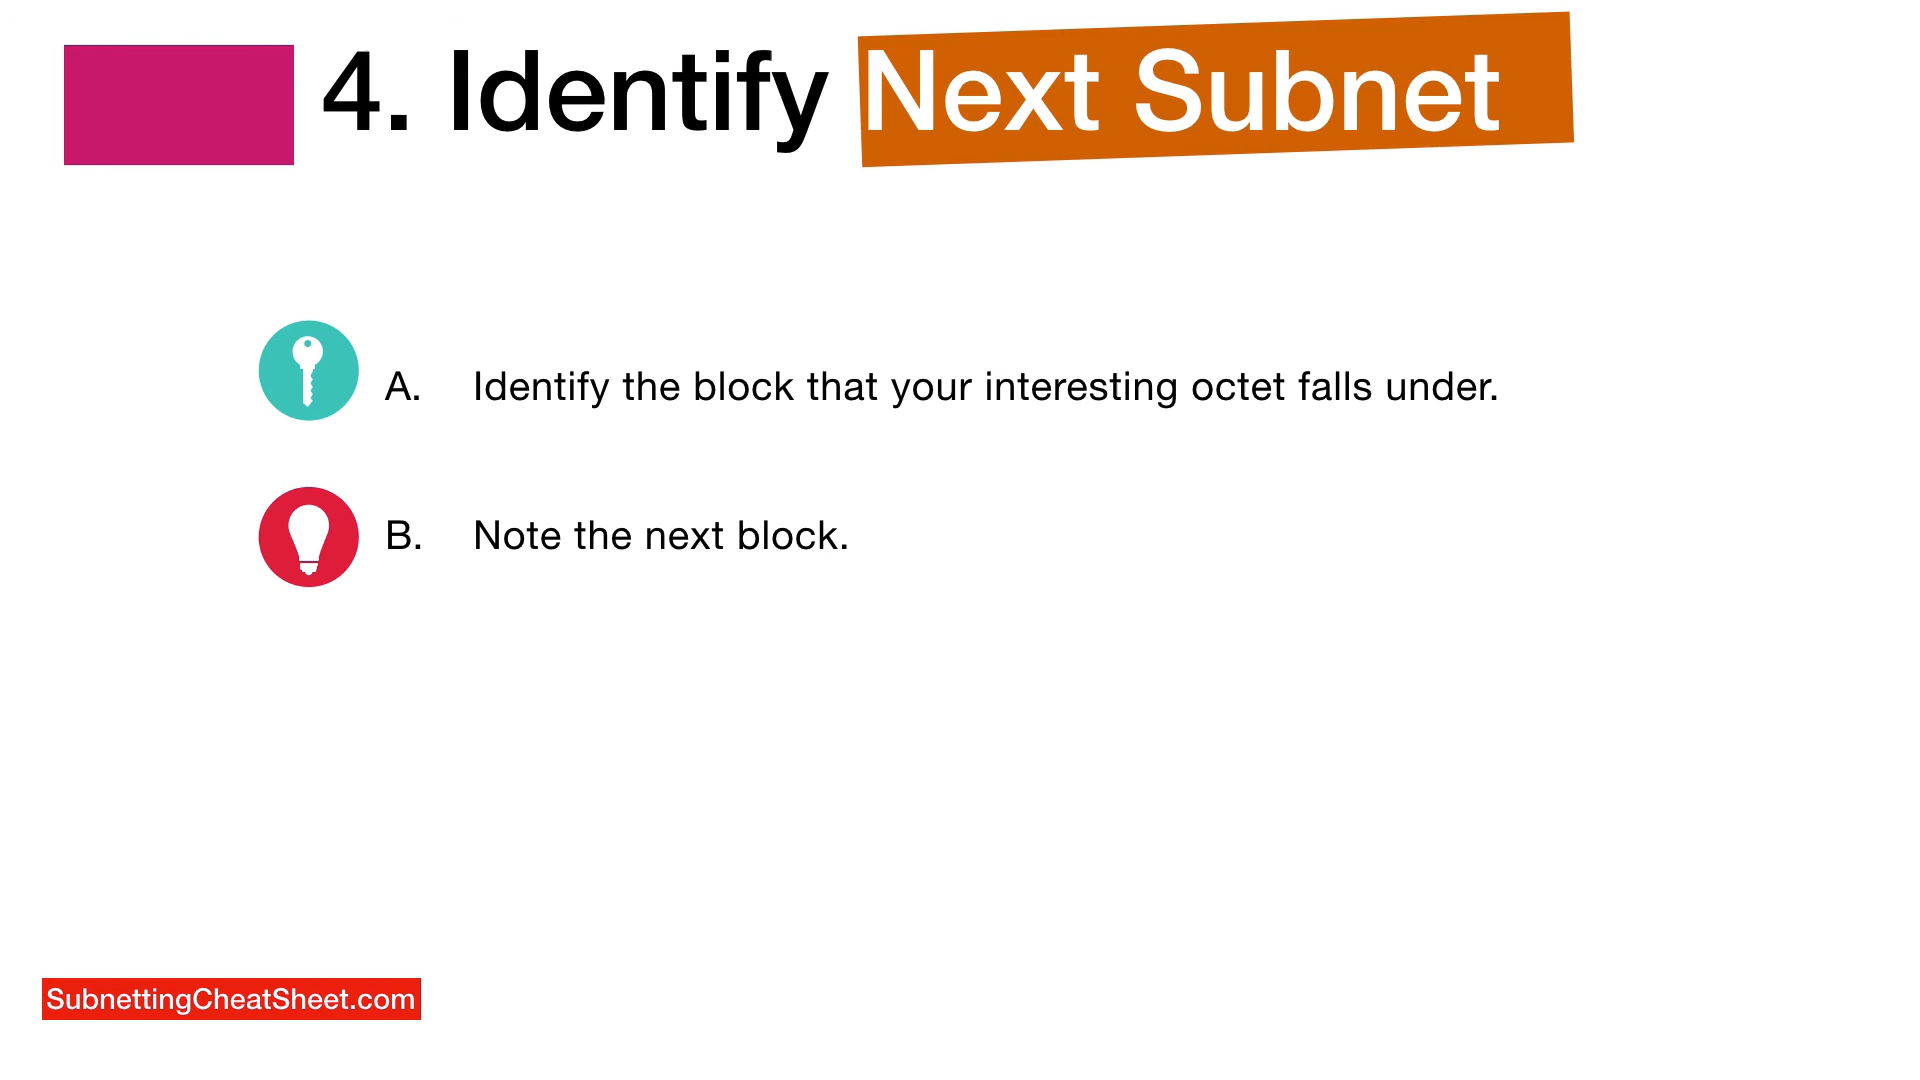 4. Identify Next Subnet
A. Identify the block that your interesting octet falls under.
B. Note the next block.
SubnettingCheatSheet.com